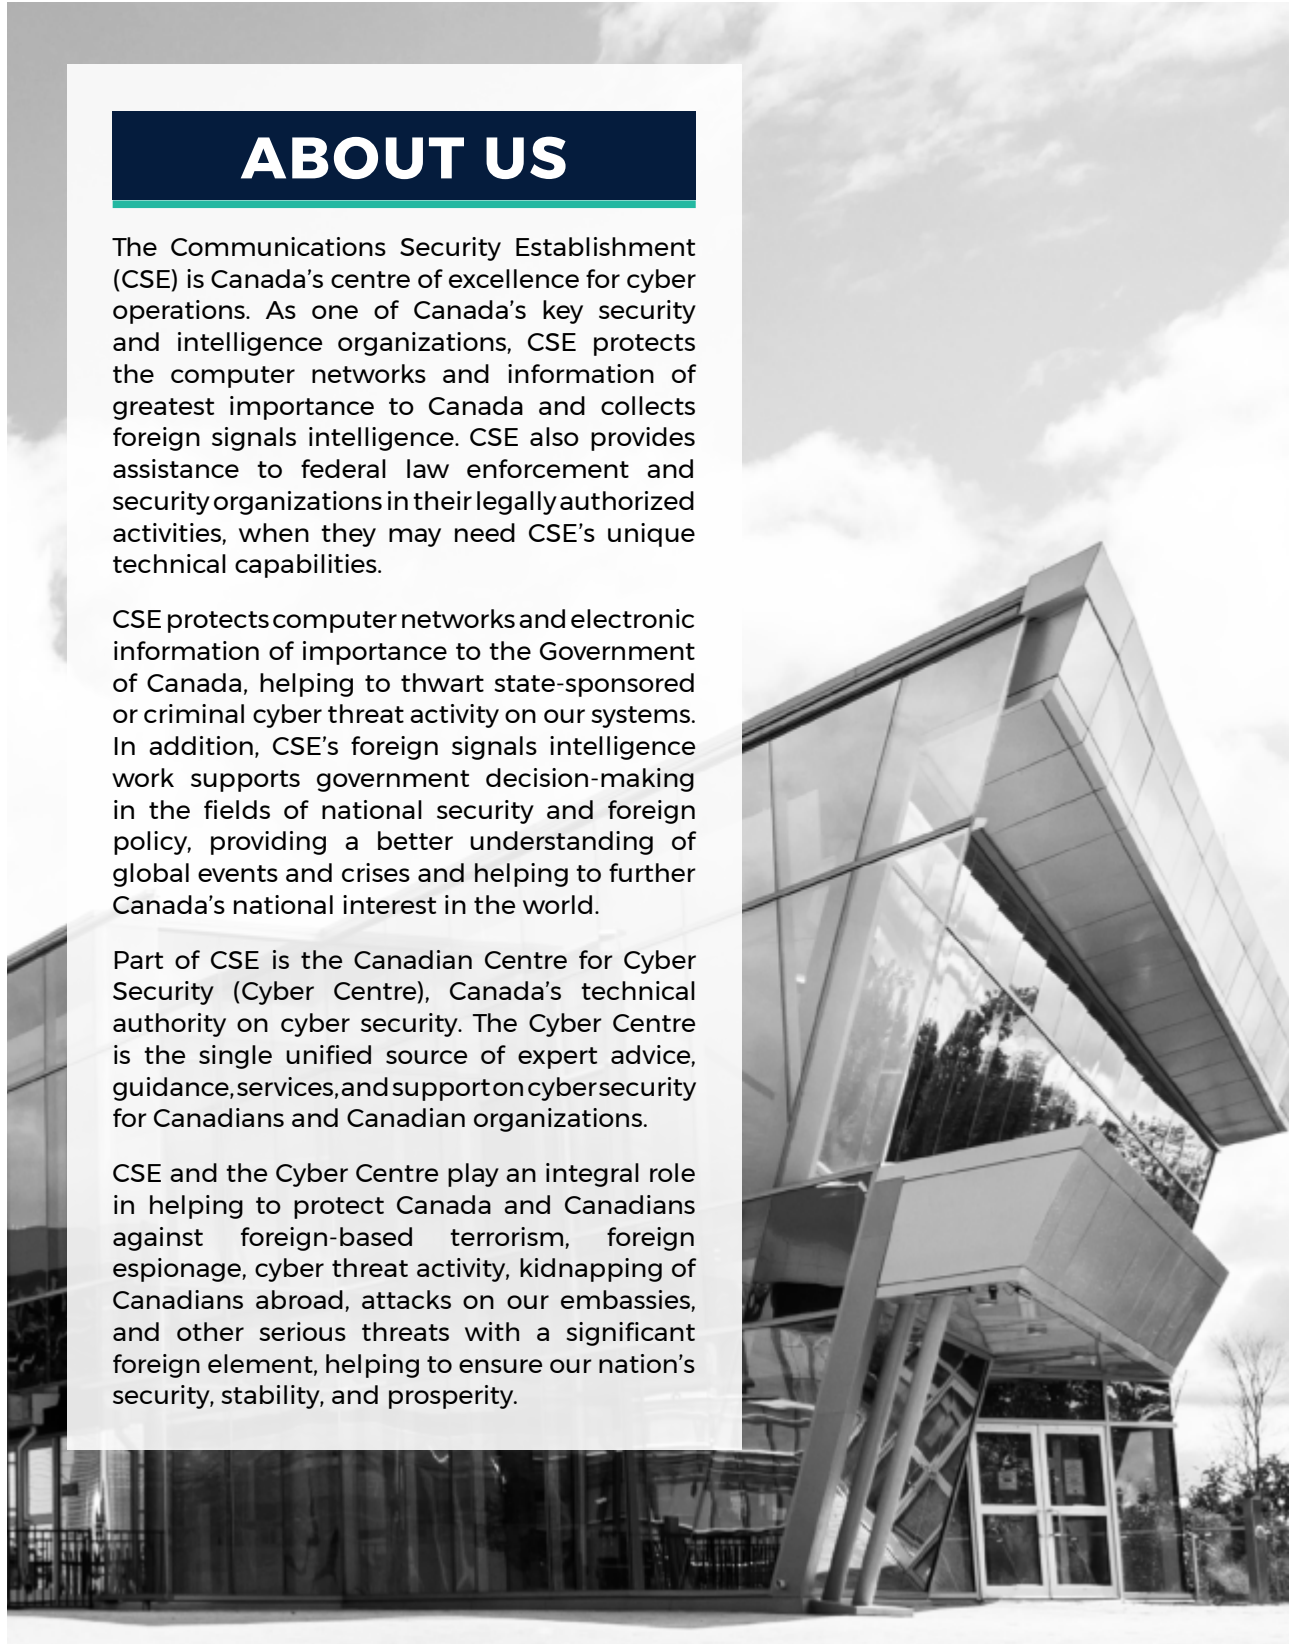 ABOUT US
The Communications Security Establishment
(CSE) is Canada’s centre of excellence for cyber
operations. As one of Canada’s key security
and intelligence organizations, CSE protects
the computer networks and information of
greatest importance to Canada and collects
foreign signals intelligence. CSE also provides
assistance to federal law enforcement and
security organizations in their legally authorized
activities, when they may need CSE’s unique
technical capabilities.
CSE protects computer networks and electronic
information of importance to the Government
of Canada, helping to thwart state-sponsored
or criminal cyber threat activity on our systems.
In addition, CSE’s foreign signals intelligence
work supports government decision-making
in the fields of national security and foreign
policy, providing a better understanding of
global events and crises and helping to further
Canada’s national interest in the world.
Part of CSE is the Canadian Centre for Cyber
Security (Cyber Centre), Canada’s technical
authority on cyber security. The Cyber Centre
is the single unified source of expert advice,
guidance, services, and support on cyber security
for Canadians and Canadian organizations.
CSE and the Cyber Centre play an integral role
in helping to protect Canada and Canadians
against foreign-based terrorism, foreign
espionage, cyber threat activity, kidnapping of
Canadians abroad, attacks on our embassies,
and other serious threats with a significant
foreign element, helping to ensure our nation’s
security, stability, and prosperity.